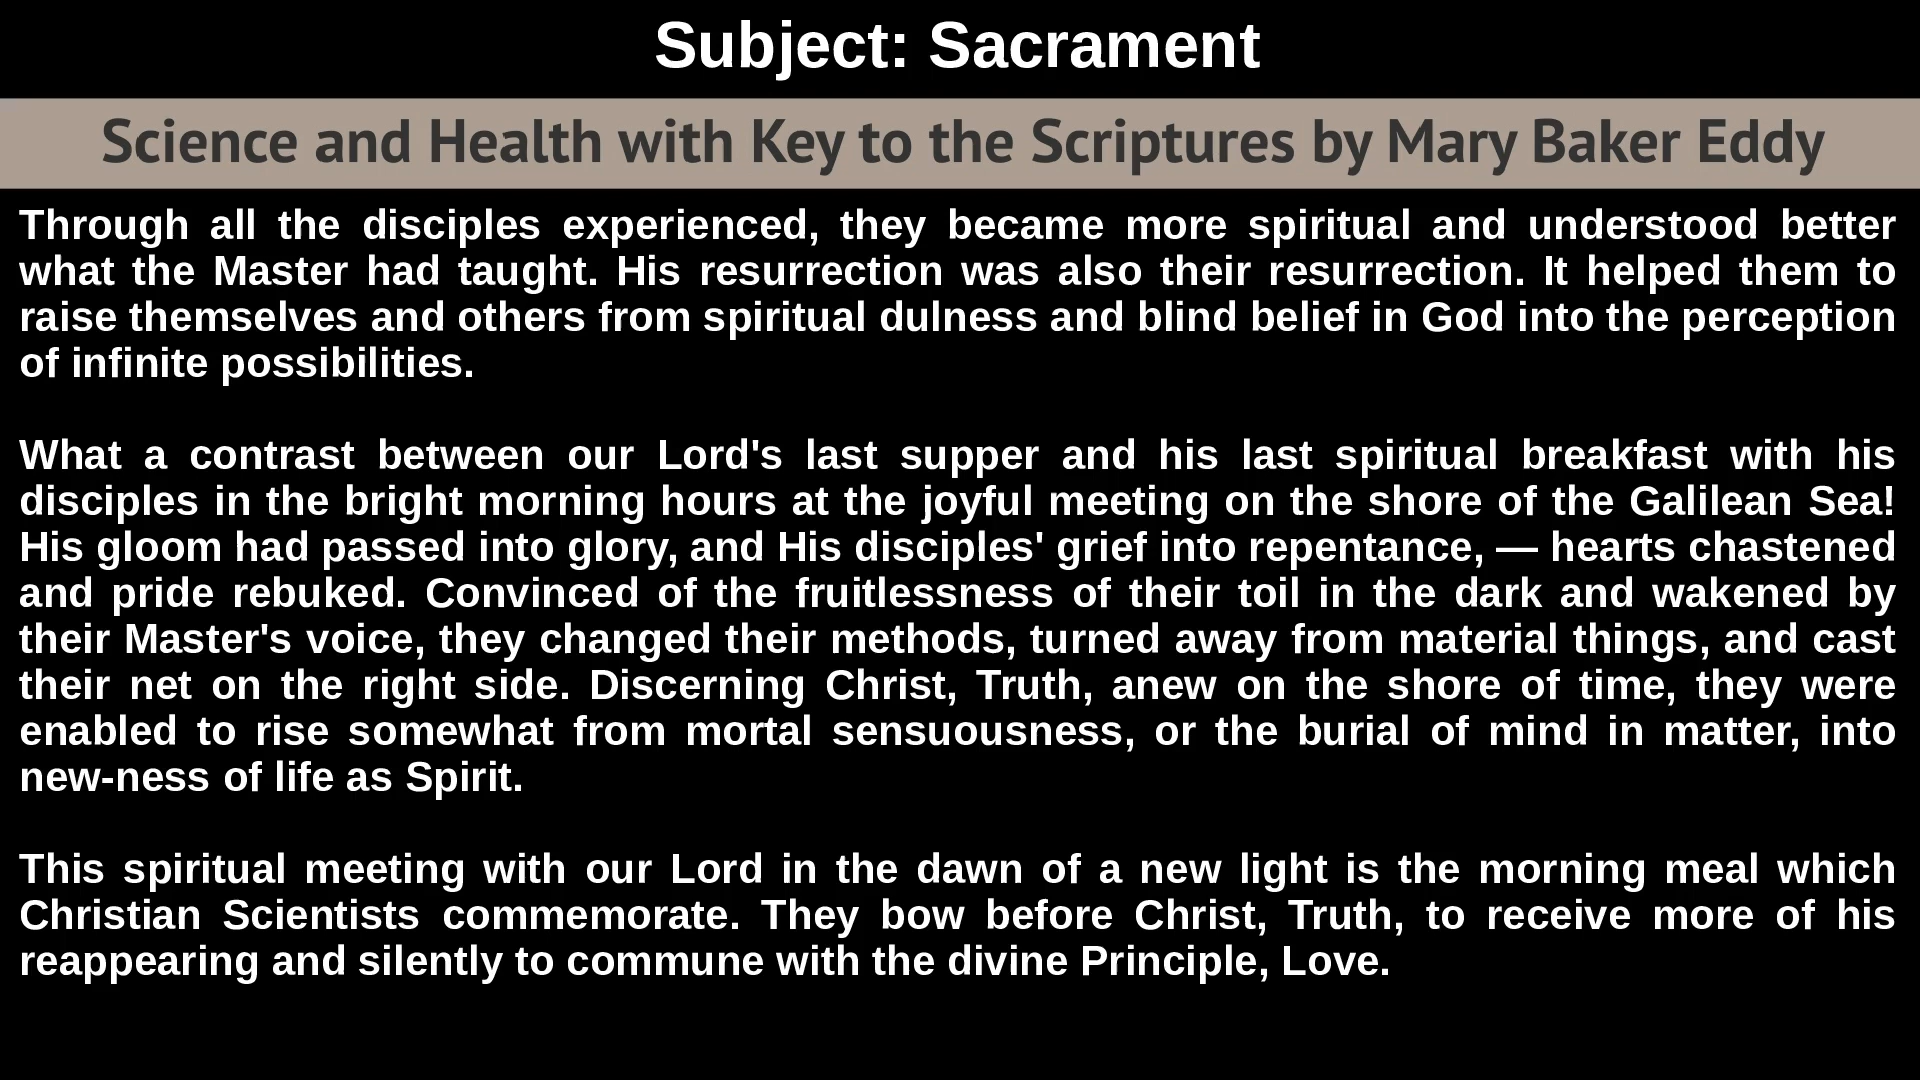 Subject: Sacrament
Science and Health with Key to the Scriptures by Mary Baker Eddy
Through all the disciples experienced, they became more spiritual and understood better
what the Master had taught. His resurrection was also their resurrection. It helped them to
raise themselves and others from spiritual dulness and blind belief in God into the perception
of infinite possibilities.
What a contrast between our Lord's last supper and his last spiritual breakfast with his
disciples in the bright morning hours at the joyful meeting on the shore of the Galilean Sea!
His gloom had passed into glory, and His disciples' grief into repentance, — hearts chastened
and pride rebuked. Convinced of the fruitlessness of their toil in the dark and wakened by
their Master's voice, they changed their methods, turned away from material things, and cast
their net on the right side. Discerning Christ, Truth, anew on the shore of time, they were
enabled to rise somewhat from mortal sensuousness, or the burial of mind in matter, into
new-ness of life as Spirit.
This spiritual meeting with our Lord in the dawn of a new light is the morning meal which
Christian Scientists commemorate. They bow before Christ, Truth, to receive more of his
reappearing and silently to commune with the divine Principle, Love.